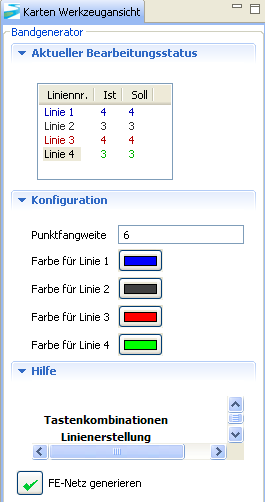 Karten Werkzeugansicht
Bandgenerator
Aktueller Bearbeitungsstatus
Liniennr. Ist Soll
Linie 1 4 4
Linie 2 3 3
Linie 3 4 4
Linie 4 3 3
Konfiguration
Punktfangweite 6
Farbe für Linie 1
Farbe für Linie 2
Farbe für Linie 3
Farbe für Linie 4
Hilfe
Tastenkombinationen
Linienerstellung
FE-Netz generieren